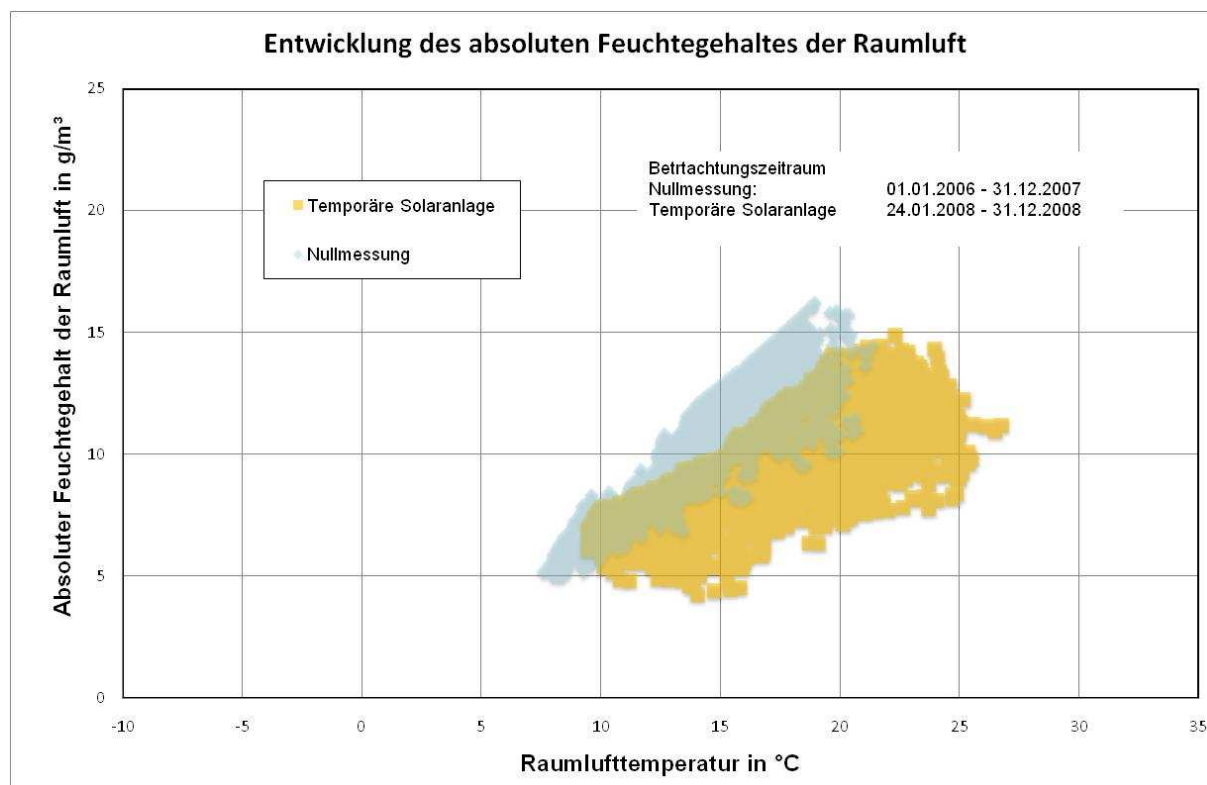 Entwicklung des absoluten Feuchtegehaltes der Raumluft
Absoluter Feuchtegehalt der Raumluft in g/m³
25
20
15
10
5
0
Temporäre Solaranlage
Nullmessung
Betrtachtungszeitraum
Nullmessung: 01.01.2006 - 31.12.2007
Temporäre Solaranlage 24.01.2008 - 31.12.2008
-10 -5 0 5 10 15 20 25 30 35
Raumlufttemperatur in °C